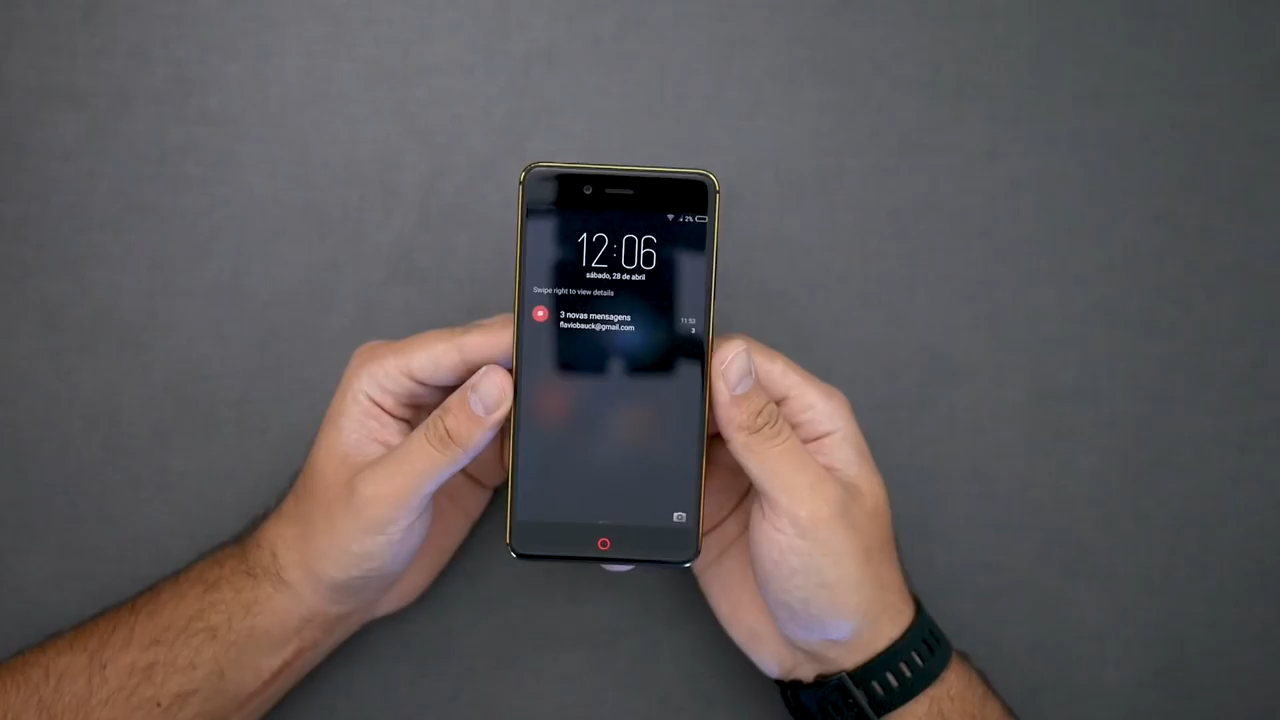 2%
12:06
sábado, 28 de abril
Swipe right to view details
3 novas mensagens 11:53
flaviobauck@gmail.com 3